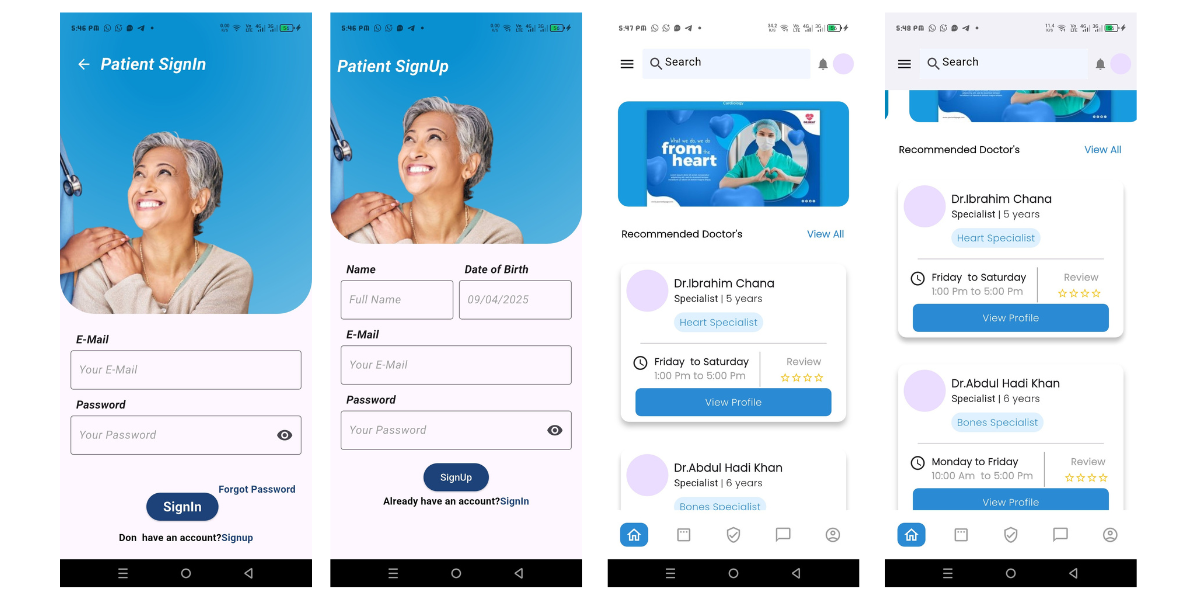 5:46 PM
Patient SignIn
E-Mail
Your E-Mail
Password
Your Password
Forgot Password
SignIn
Don  have an account?Signup
5:46 PM
Patient SignUp
Name
Date of Birth
Full Name
09/04/2025
E-Mail
Your E-Mail
Password
Your Password
SignUp
Already have an account?SignIn
5:47 PM
Search
Cardiology
What we do we do
from the
heart
Recommended Doctor's
View All
Dr.Ibrahim Chana
Specialist | 5 years
Heart Specialist
Friday  to Saturday
Review
1:00 Pm to 5:00 Pm
View Profile
Dr.Abdul Hadi Khan
Specialist | 6 years
Bones Specialist
5:48 PM
Search
Recommended Doctor's
View All
Dr.Ibrahim Chana
Specialist | 5 years
Heart Specialist
Friday  to Saturday
Review
1:00 Pm to 5:00 Pm
View Profile
Dr.Abdul Hadi Khan
Specialist | 6 years
Bones Specialist
Monday to Friday
Review
10:00 Am  to 5:00 Pm
View Profile